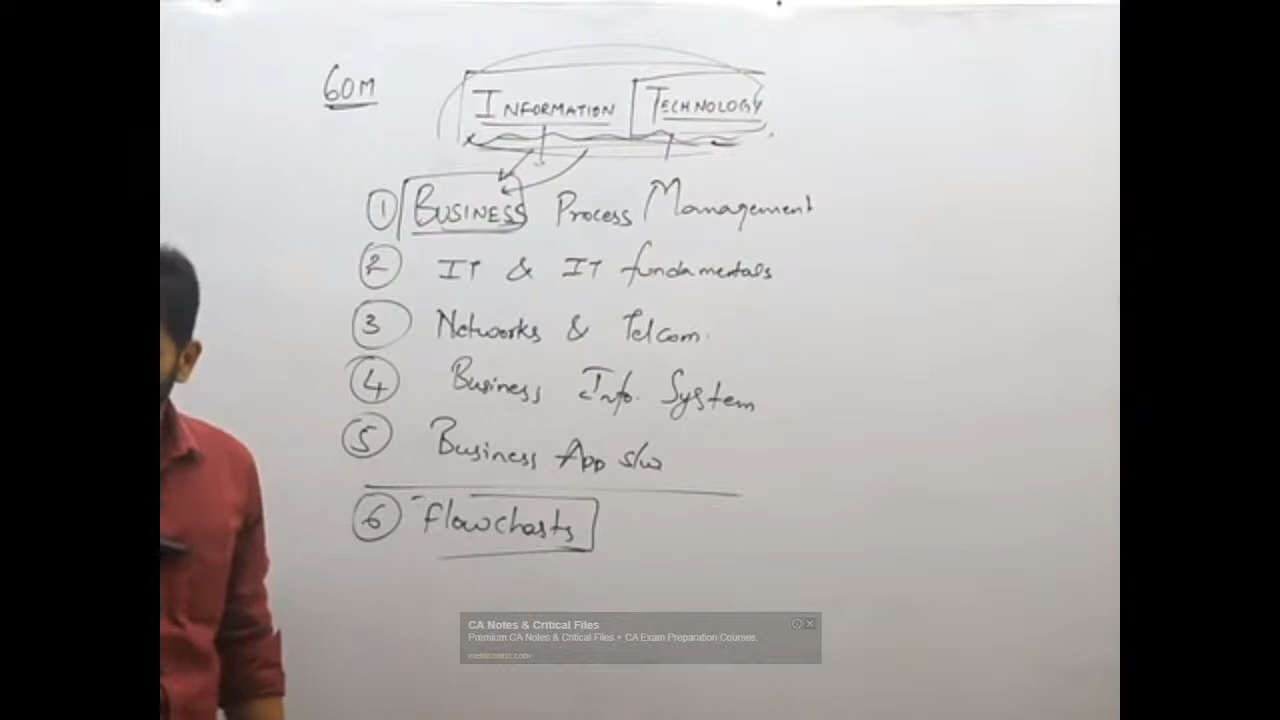 60M
INFORMATION TECHNOLOGY
1 BUSINESS Process Management
2 IT & IT fundamentals
3 Networks & Telcom.
4 Business Info. System
5 Business App s/w
6 flowcharts
CA Notes & Critical Files
Premium CA Notes & Critical Files + CA Exam Preparation Courses.